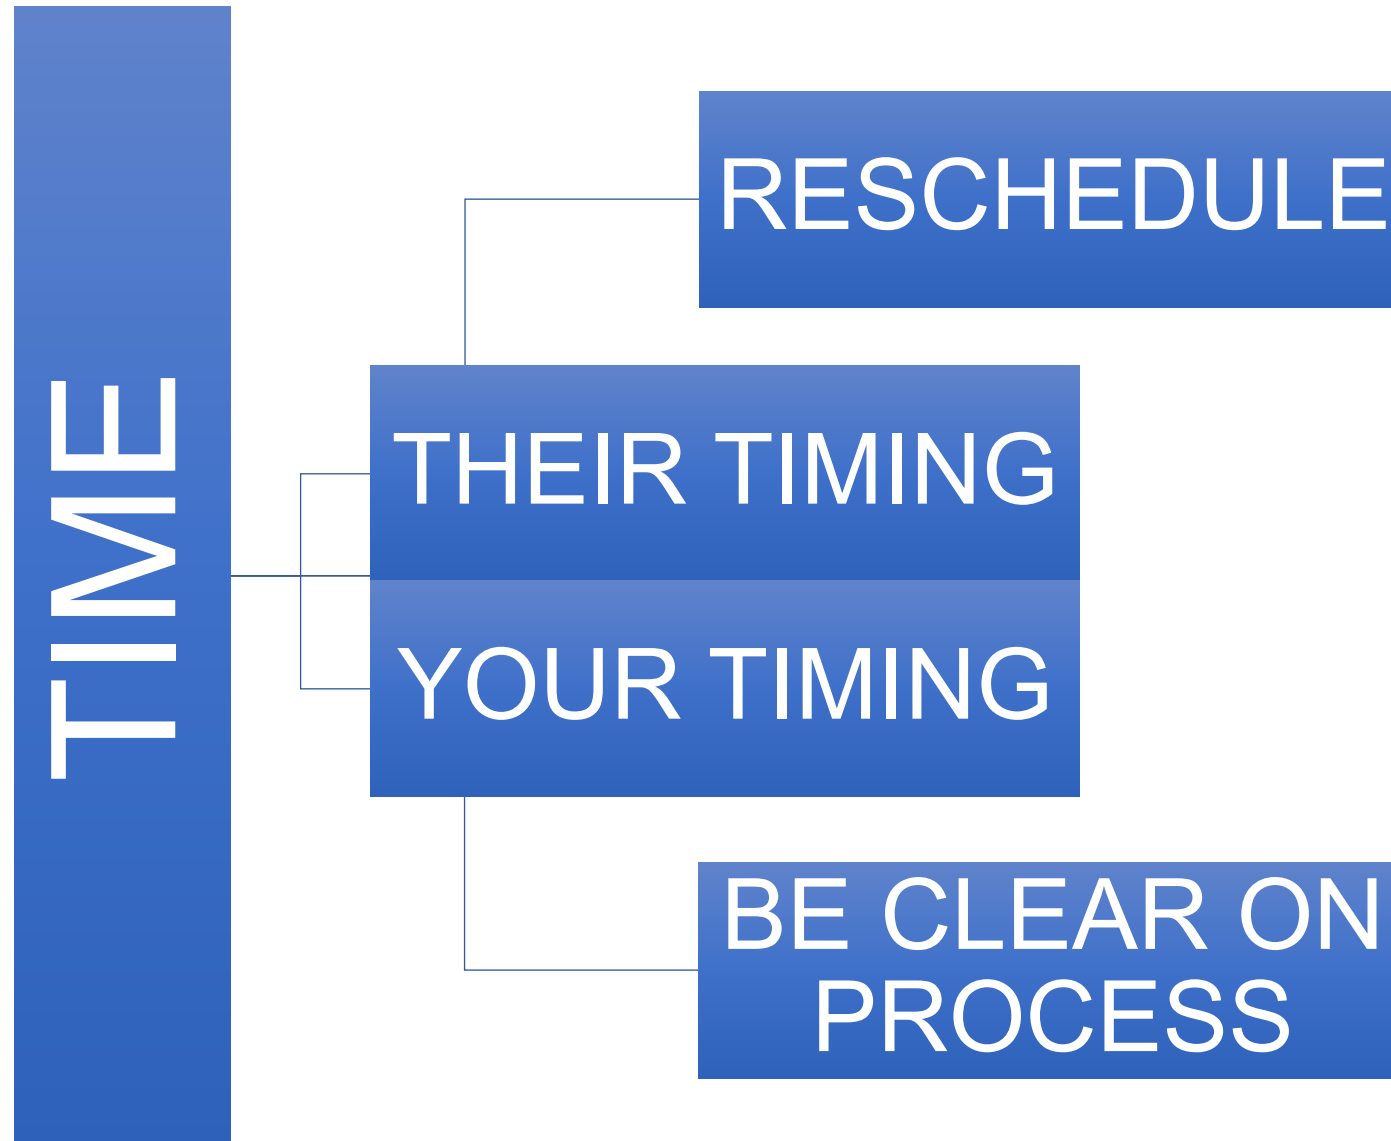 TIME
RESCHEDULE
THEIR TIMING
YOUR TIMING
BE CLEAR ON
PROCESS